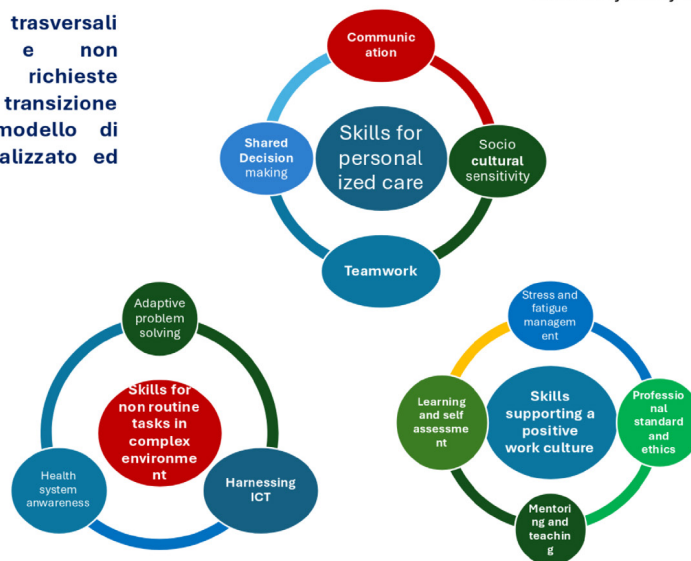 trasversali
e non
richieste
transizione
modello di
alizzato ed
Communic
ation
Shared
Decision
making
Skills for
personal
ized care
Socio
cultural
sensitivity
Teamwork
Adaptive
problem
solving
Skills for
non routine
tasks in
complex
environme
nt
Health
system
anwareness
Harnessing
ICT
Stress and
fatigue
managem
ent
Learning
and self
assessme
nt
Skills
supporting a
positive
work culture
Professio
nal
standard
and
ethics
Mentori
ng and
teachin
g